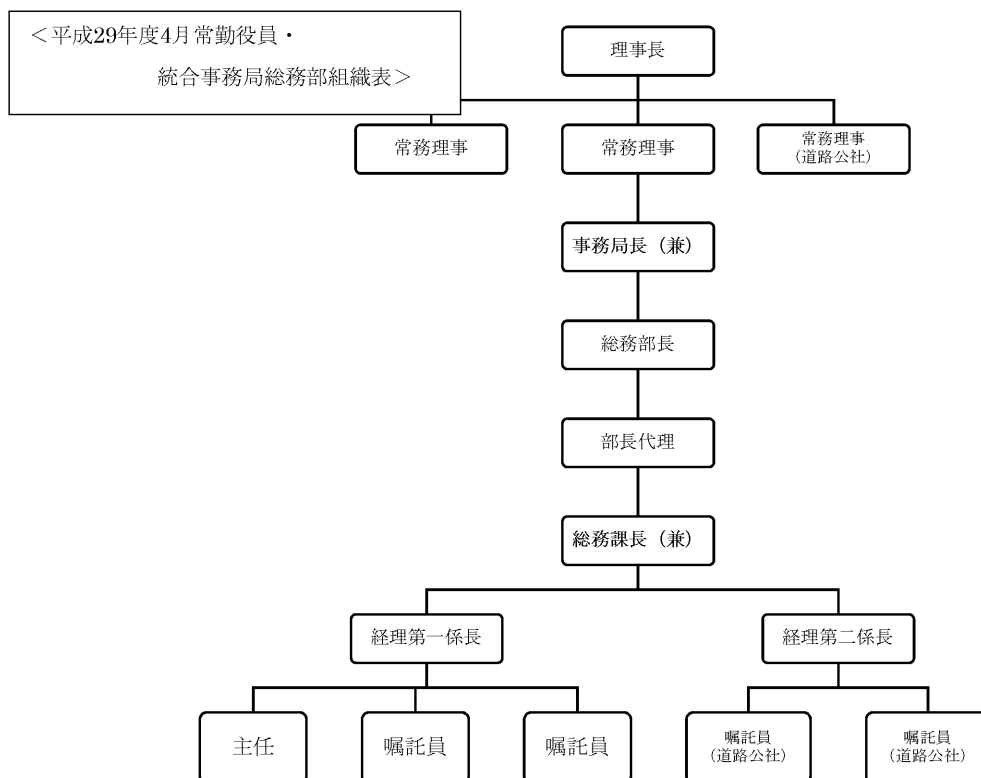 ＜平成29年度4月常勤役員・
統合事務局総務部組織表＞
理事長
常務理事
常務理事
常務理事
(道路公社)
事務局長（兼）
総務部長
部長代理
総務課長（兼）
経理第一係長
経理第二係長
主任
嘱託員
嘱託員
嘱託員
(道路公社)
嘱託員
(道路公社)